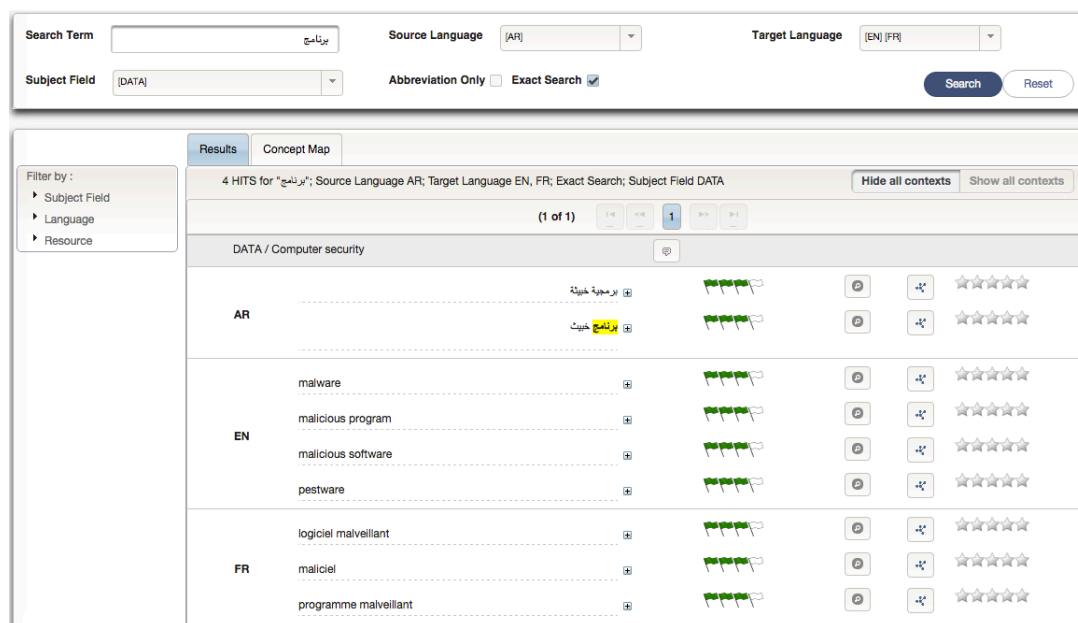 Search Term برنامج Source Language [AR] Target Language [EN] [FR]
Subject Field [DATA] Abbreviation Only Exact Search Search Reset
Results Concept Map
Filter by :
Subject Field
Language
Resource
4 HITS for "برنامج"; Source Language AR; Target Language EN, FR; Exact Search; Subject Field DATA Hide all contexts Show all contexts
(1 of 1) 1
DATA / Computer security
AR
برمجية خبيثة
برنامج خبيث
EN
malware
malicious program
malicious software
pestware
FR
logiciel malveillant
maliciel
programme malveillant